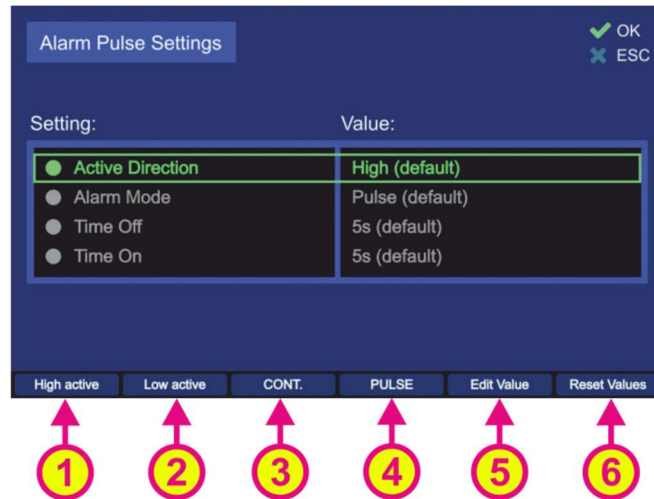 Alarm Pulse Settings
OK
ESC
Setting: Value:
Active Direction High (default)
Alarm Mode Pulse (default)
Time Off 5s (default)
Time On 5s (default)
High active Low active CONT. PULSE Edit Value Reset Values
1 2 3 4 5 6